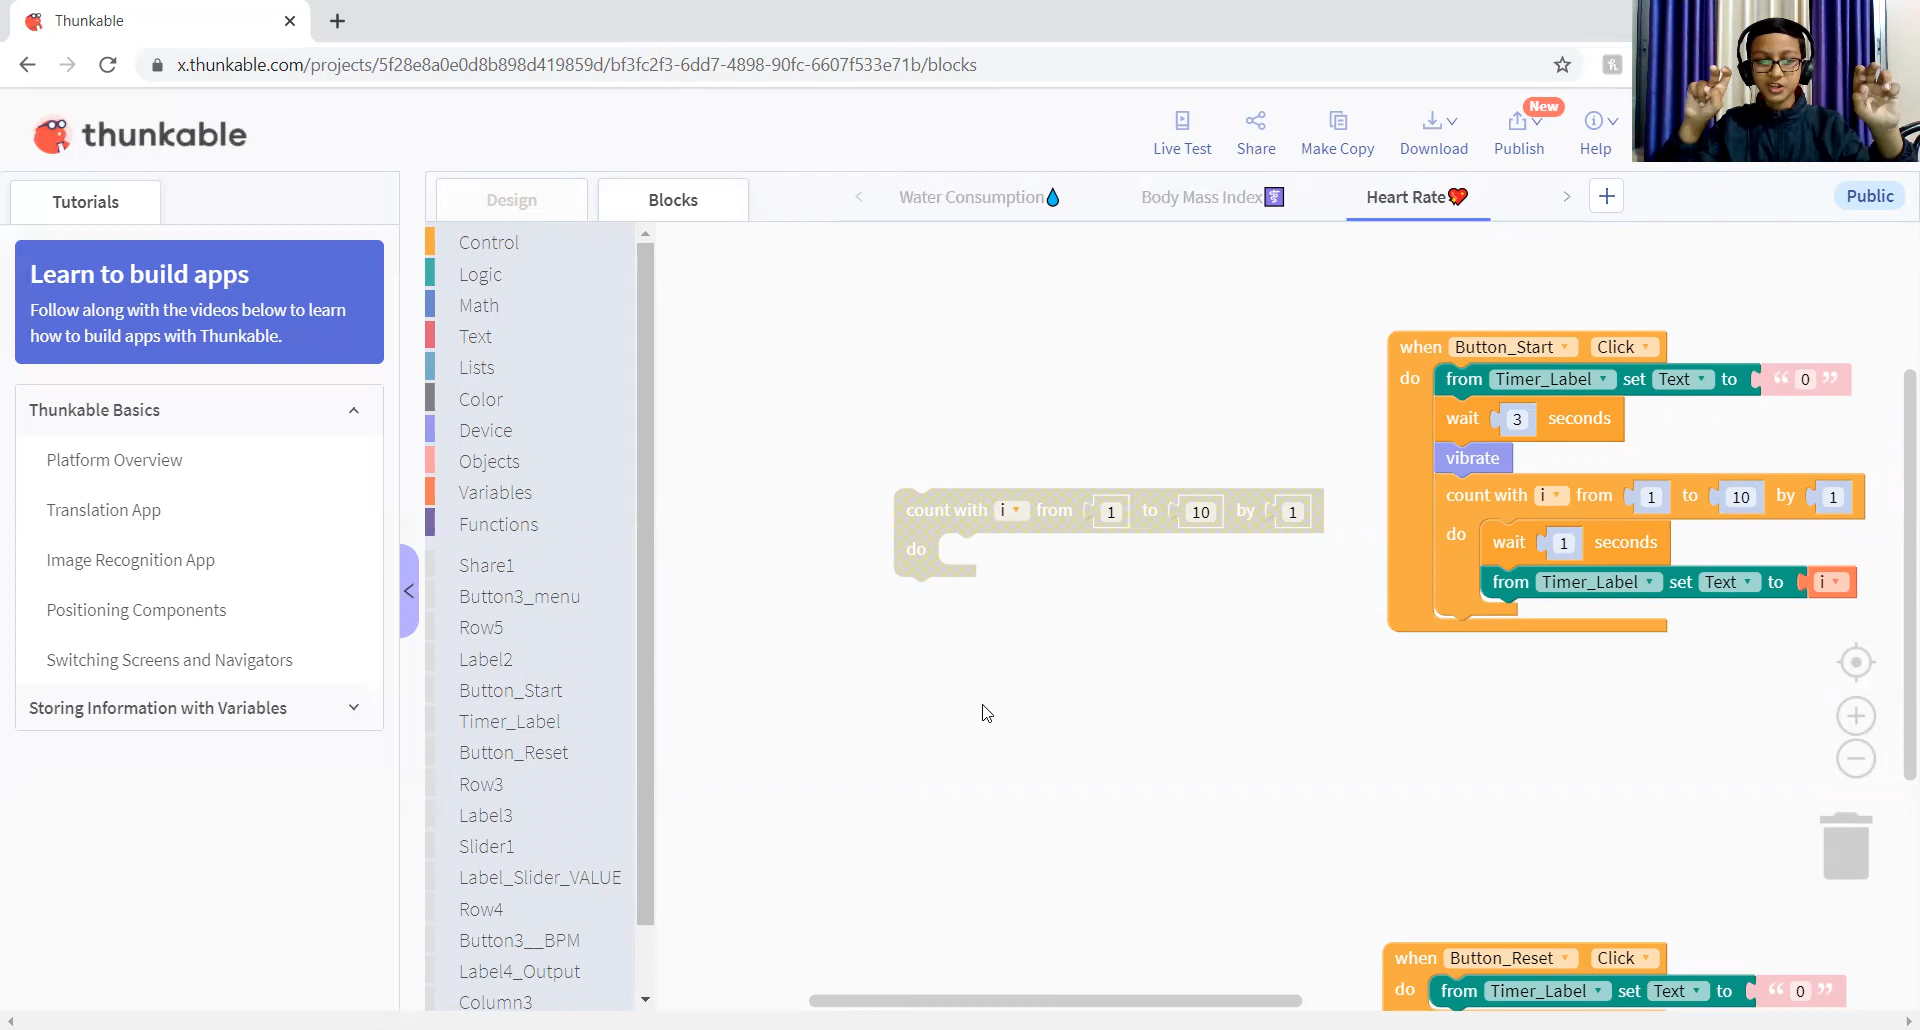 Thunkable
x.thunkable.com/projects/5f28e8a0e0d8b898d419859d/bf3fc2f3-6dd7-4898-90fc-6607f533e71b/blocks
thunkable
New
Live Test Share Make Copy Download Publish Help
Tutorials
Design Blocks Water Consumption Body Mass Index Heart Rate Public
Learn to build apps
Follow along with the videos below to learn
how to build apps with Thunkable.
Thunkable Basics
Platform Overview
Translation App
Image Recognition App
Positioning Components
Switching Screens and Navigators
Storing Information with Variables
Control
Logic
Math
Text
Lists
Color
Device
Objects
Variables
Functions
Share1
Button3_menu
Row5
Label2
Button_Start
Timer_Label
Button_Reset
Row3
Label3
Slider1
Label_Slider_VALUE
Row4
Button3__BPM
Label4_Output
Column3
count with i from 1 to 10 by 1
do
when Button_Start Click
do from Timer_Label set Text to “ 0 ”
wait 3 seconds
vibrate
count with i from 1 to 10 by 1
do wait 1 seconds
from Timer_Label set Text to i
when Button_Reset Click
do from Timer_Label set Text to “ 0 ”